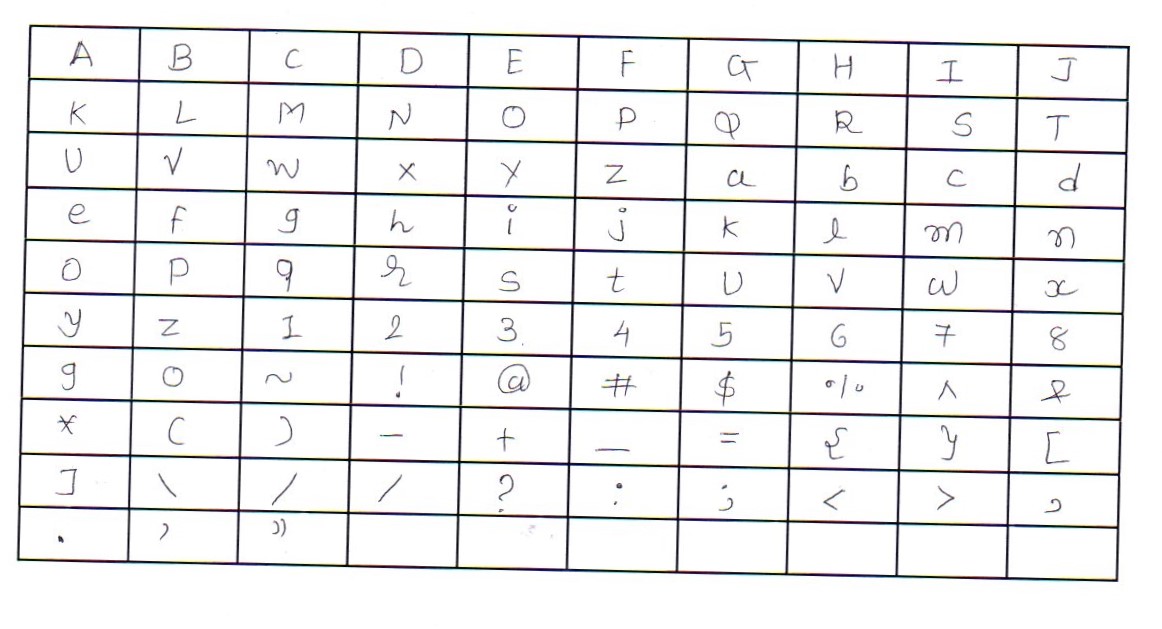 A B C D E F G H I J
K L M N O P Q R S T
U V W X Y Z a b c d
e f g h i j k l m n
o p q r s t u v w x
y z 1 2 3 4 5 6 7 8
9 0 ~ ! @ # $ % ^ &
* ( ) - + _ = { } [
] \ / / ? : ; < > ,
. ' "